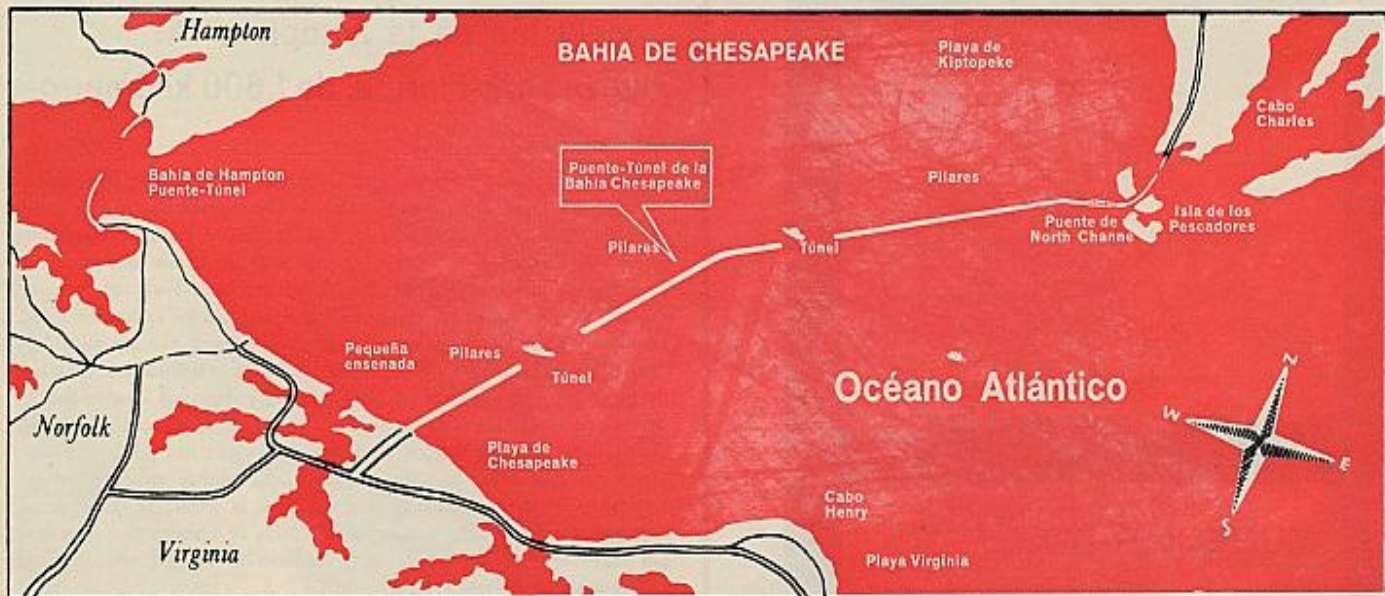 Hampton
BAHIA DE CHESAPEAKE
Playa de
Kiptopeke
Cabo
Charles
Bahia de Hampton
Puente-Túnel
Puente-Túnel de la
Bahia Chesapeake
Pilares
Isla de los
Pescadores
Puente de
North Channe
Pilares
Túnel
Pequeña
ensenada
Pilares
Túnel
Océano Atlántico
Norfolk
Playa de
Chesapeake
N
W
E
S
Cabo
Henry
Virginia
Playa Virginia